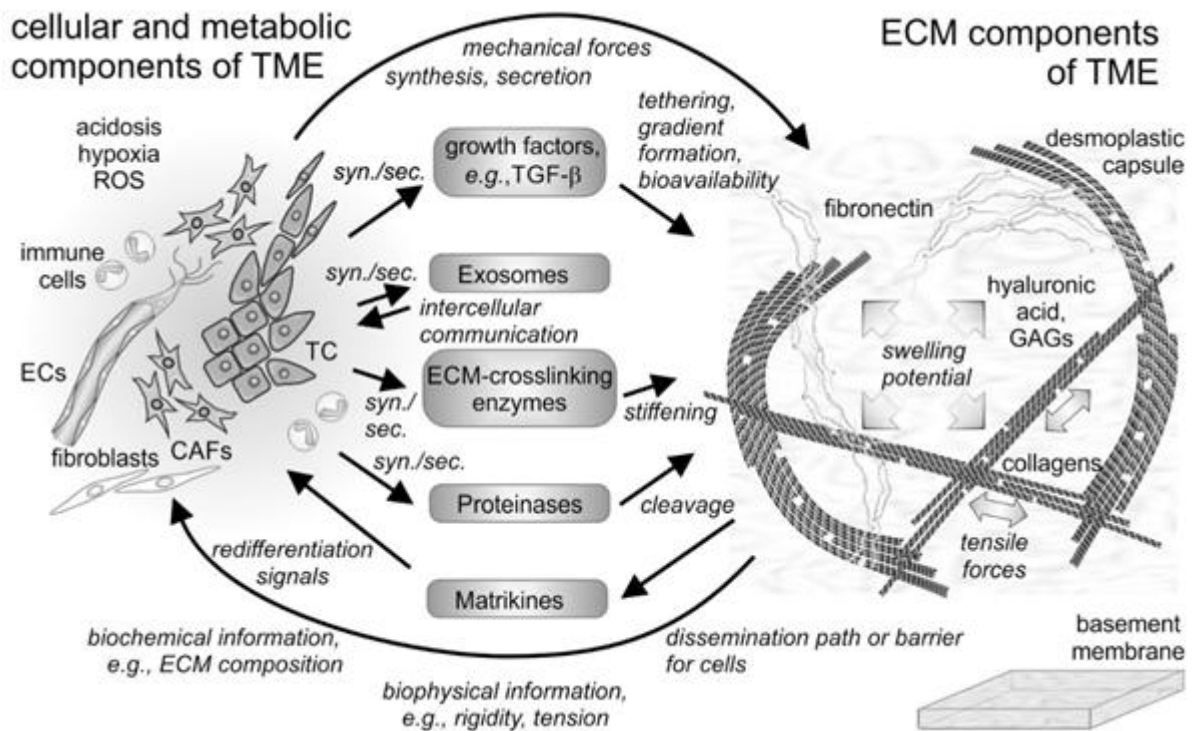 cellular and metabolic
components of TME
ECM components
of TME
mechanical forces
synthesis, secretion
acidosis
hypoxia
ROS
immune
cells
ECs
fibroblasts
CAFs
TC
syn./sec.
growth factors,
e.g.,TGF-β
tethering,
gradient
formation,
bioavailability
syn./sec.
Exosomes
intercellular
communication
syn./
sec.
ECM-crosslinking
enzymes
stiffening
syn./sec.
Proteinases
cleavage
redifferentiation
signals
Matrikines
biochemical information,
e.g., ECM composition
biophysical information,
e.g., rigidity, tension
dissemination path or barrier
for cells
desmoplastic
capsule
fibronectin
hyaluronic
acid,
GAGs
swelling
potential
collagens
tensile
forces
basement
membrane